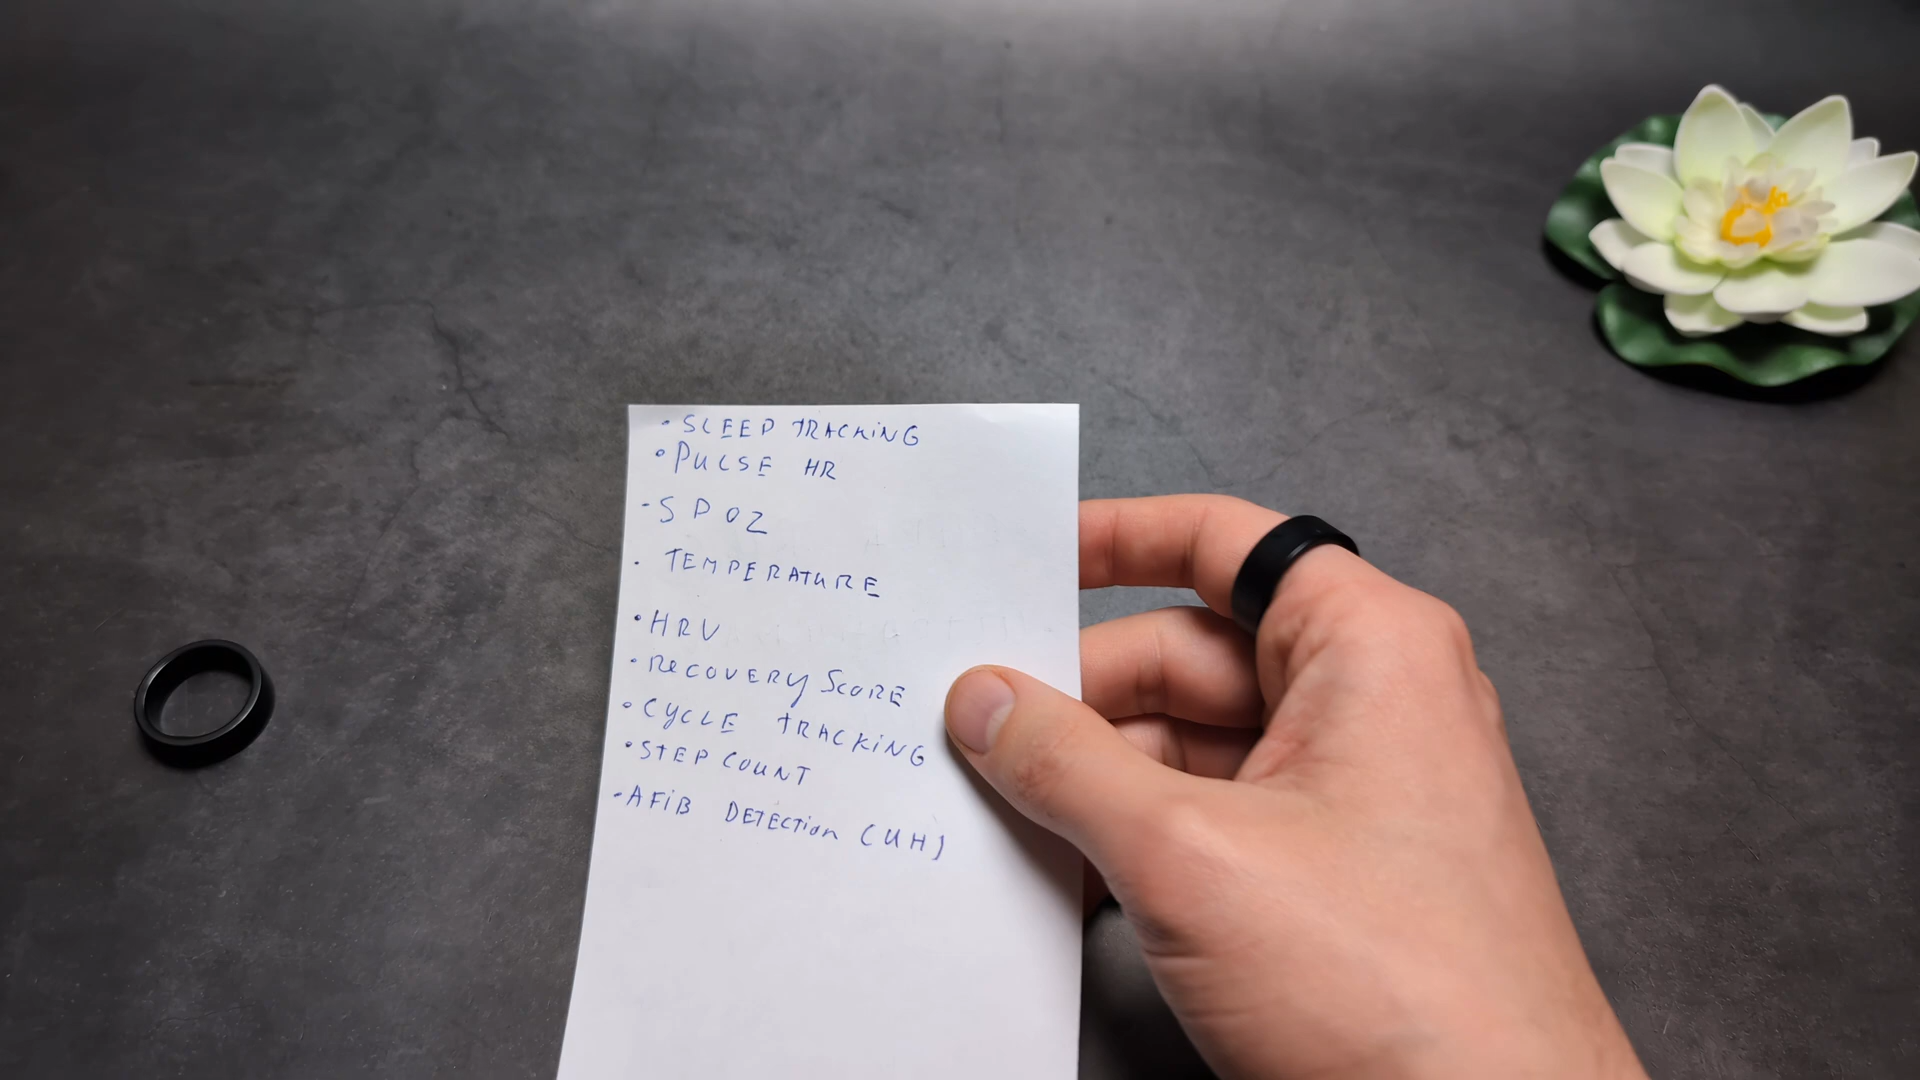 • SLEEP TRACKING
• PULSE HR
- SPO2
• TEMPERATURE
• HRV
• RECOVERY SCORE
• CYCLE TRACKING
• STEP COUNT
• AFiB DETECTION (UH)